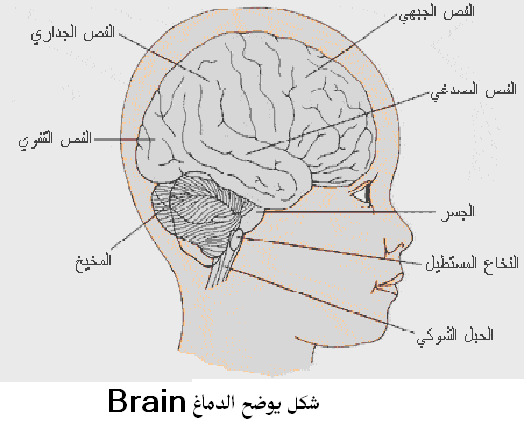 الفص الجبهي
الفص الجداري
الفص الصدغي
الفص القفوي
الجسر
المخيخ
النخاع المستطيل
الحبل الشوكي
شكل يوضح الدماغ Brain